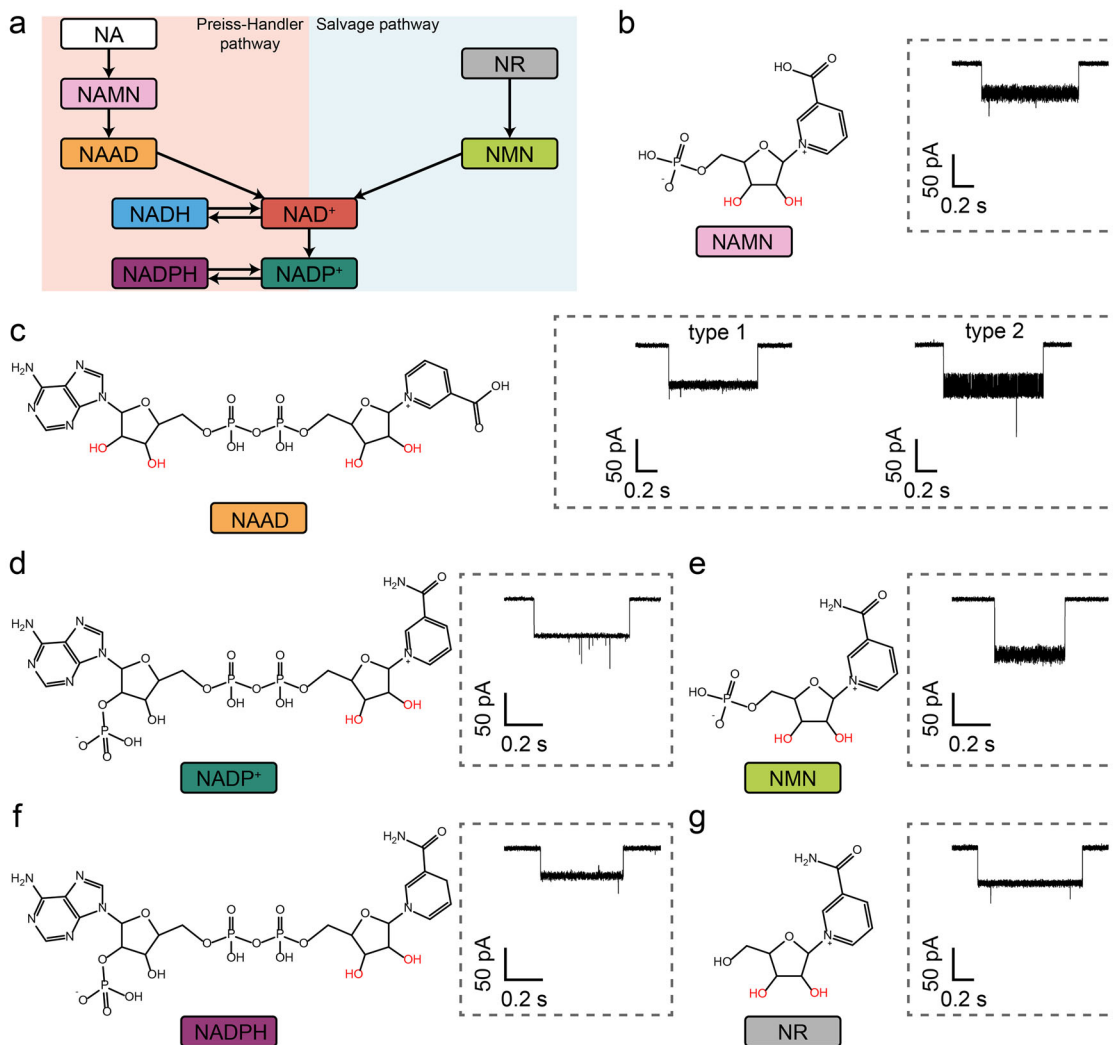 a
Preiss-Handler
pathway
Salvage pathway
NA
NAMN
NAAD
NR
NMN
NADH
NAD⁺
NADPH
NADP⁺
b
HO
O
N
+
O
HO
P
O
-
O
O
HO
OH
NAMN
50 pA
0.2 s
c
H₂N
N
N
N
N
O
HO
HO
O
O
P
OH
O
O
P
OH
O
O
HO
OH
N
+
OH
O
NAAD
type 1
50 pA
0.2 s
type 2
50 pA
0.2 s
d
H₂N
O
NH₂
N
N
N
N
O
O
HO
O
P
OH
O
-
O
O
P
OH
O
O
P
OH
O
O
HO
OH
N
+
NADP⁺
50 pA
0.2 s
e
H₂N
O
N
+
O
HO
P
O
-
O
O
HO
OH
NMN
50 pA
0.2 s
f
H₂N
O
NH₂
N
N
N
N
O
O
OH
P
OH
-
O
O
O
O
P
OH
O
O
P
OH
O
O
HO
OH
N
NADPH
50 pA
0.2 s
g
H₂N
O
N
+
O
HO
HO
OH
NR
50 pA
0.2 s